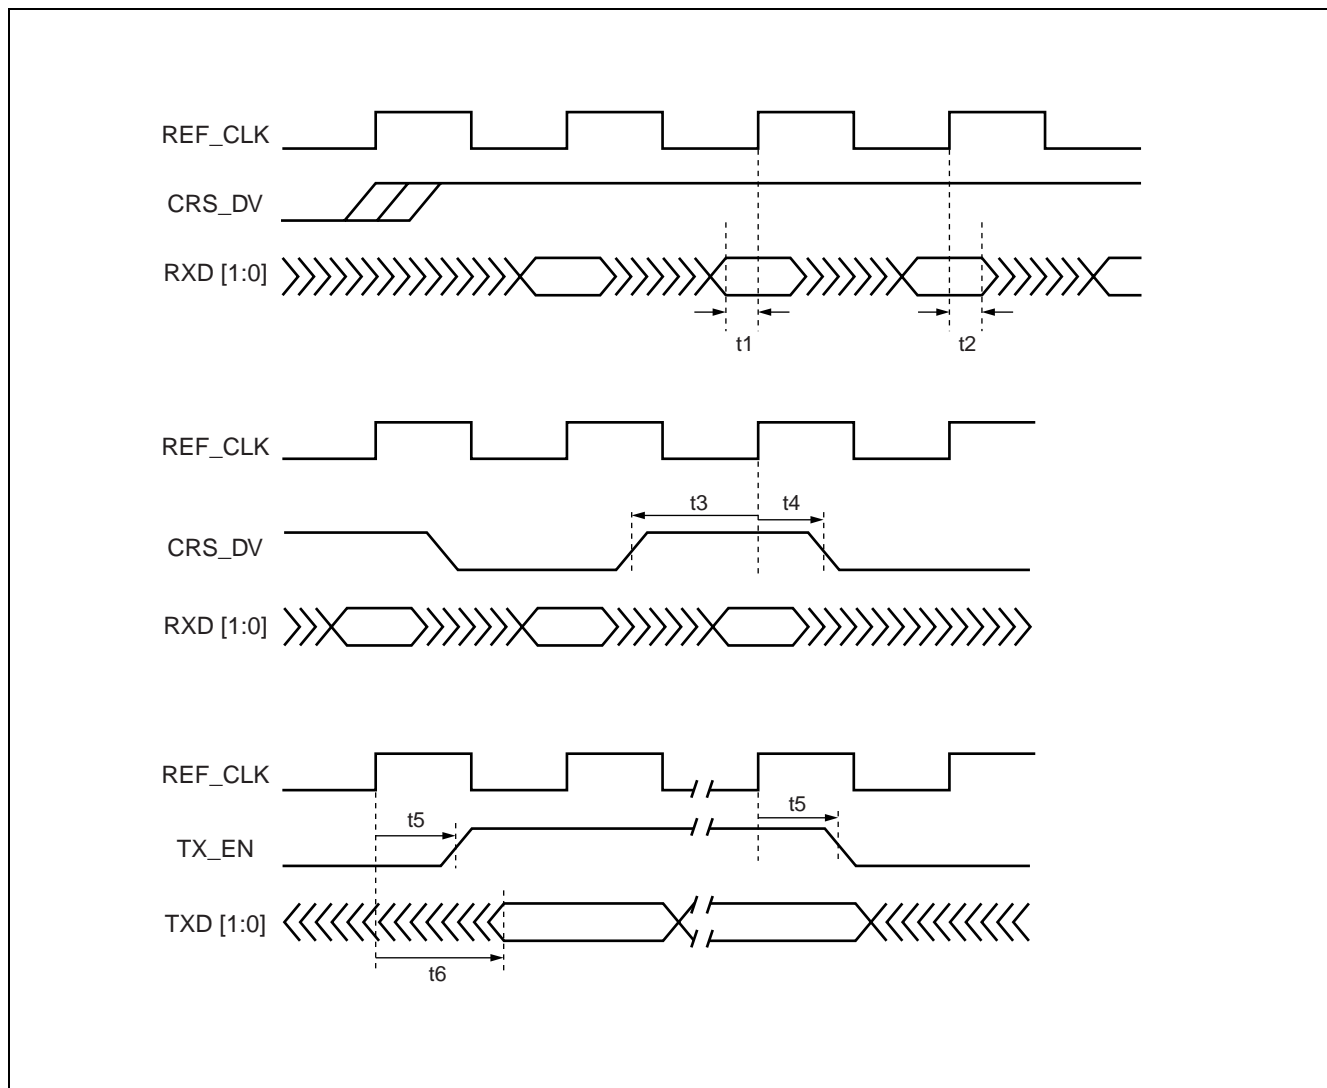 REF_CLK
CRS_DV
RXD [1:0]
t1
t2
REF_CLK
t3
t4
CRS_DV
RXD [1:0]
REF_CLK
t5
t5
TX_EN
TXD [1:0]
t6